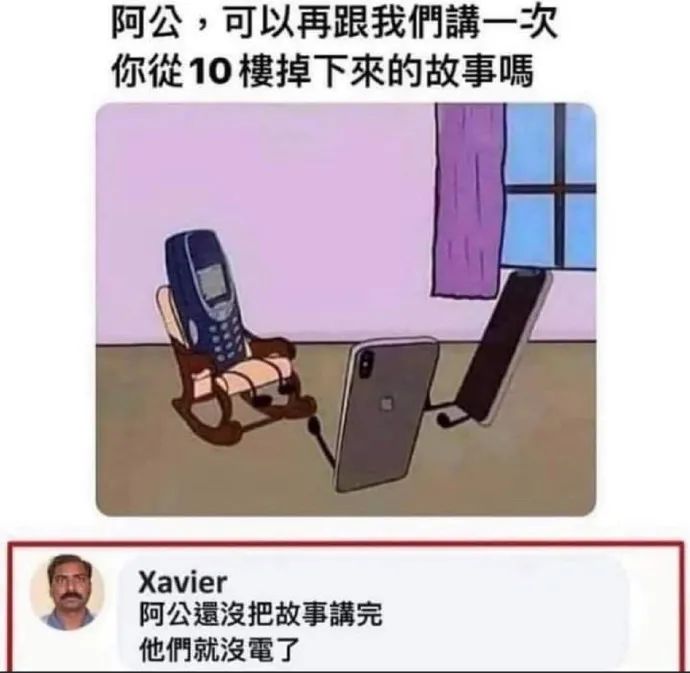 阿公，可以再跟我們講一次
你從10樓掉下來的故事嗎
Xavier
阿公還沒把故事講完
他們就沒電了